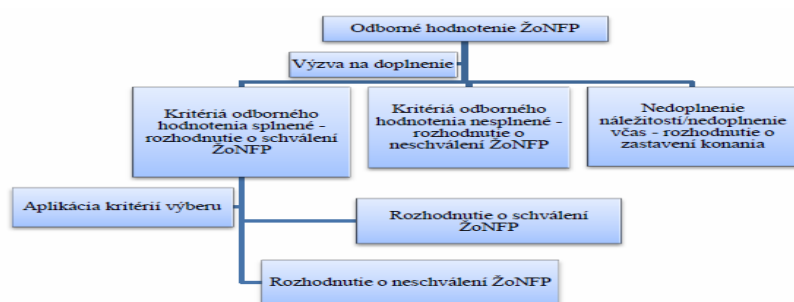 Odborné hodnotenie ŽoNFP
Výzva na doplnenie
Kritériá odborného
hodnotenia splnené -
rozhodnutie o schválení
ŽoNFP
Kritériá odborného
hodnotenia nesplnené -
rozhodnutie o
neschválení ŽoNFP
Nedoplnenie
náležitostí/nedoplnenie
včas - rozhodnutie o
zastavení konania
Aplikácia kritérií výberu
Rozhodnutie o schválení
ŽoNFP
Rozhodnutie o neschválení ŽoNFP